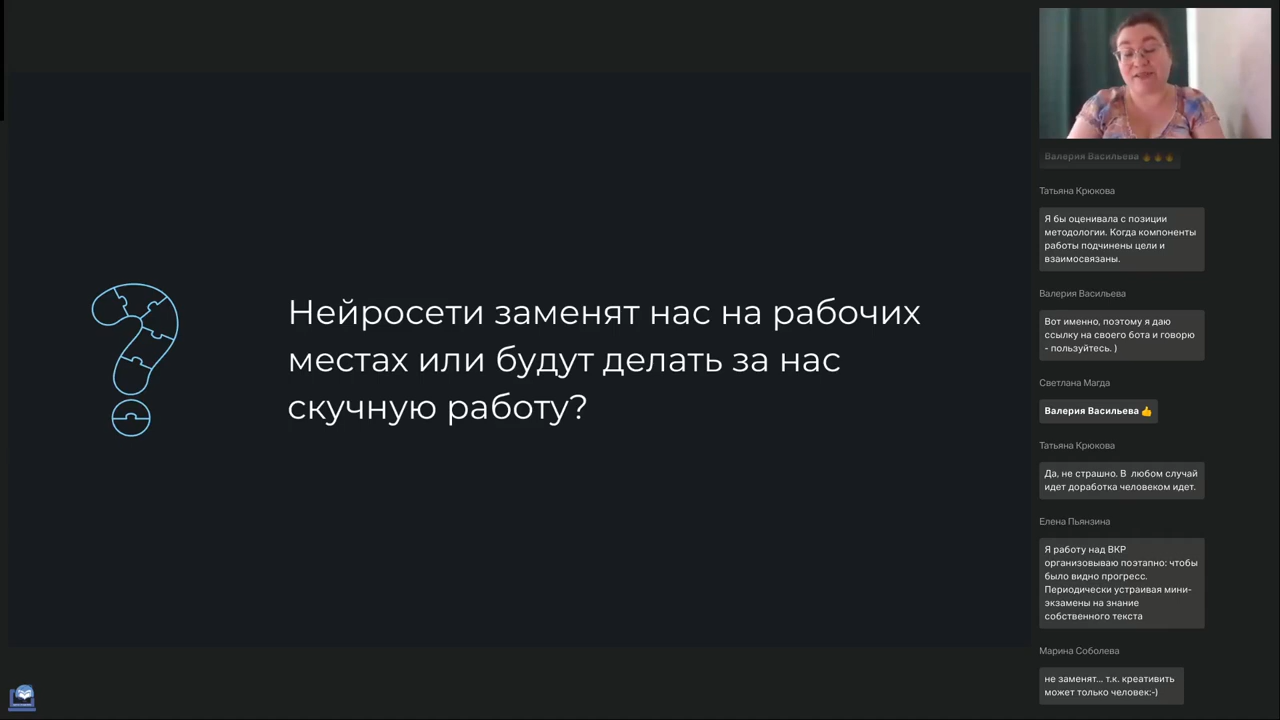 Нейросети заменят нас на рабочих
местах или будут делать за нас
скучную работу?
Валерия Васильева 🔥🔥🔥
Татьяна Крюкова
Я бы оценивала с позиции
методологии. Когда компоненты
работы подчинены цели и
взаимосвязаны.
Валерия Васильева
Вот именно, поэтому я даю
ссылку на своего бота и говорю
- пользуйтесь. )
Светлана Магда
Валерия Васильева 👍
Татьяна Крюкова
Да, не страшно. В любом случай
идет доработка человеком идет.
Елена Пьянзина
Я работу над ВКР
организовываю поэтапно: чтобы
было видно прогресс.
Периодически устраивая мини-
экзамены на знание
собственного текста
Марина Соболева
не заменят... т.к. креативить
может только человек:-)